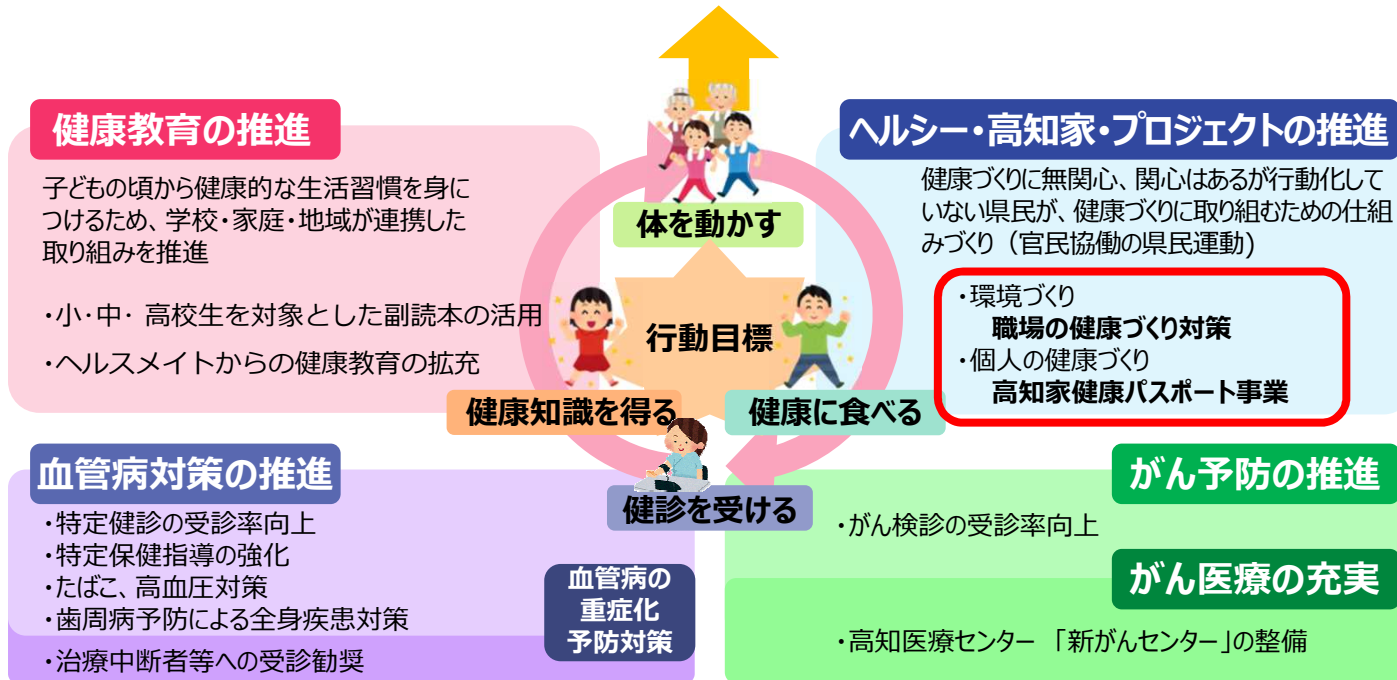 健康教育の推進
子どもの頃から健康的な生活習慣を身に
つけるため、学校・家庭・地域が連携した
取り組みを推進
・小・中・ 高校生を対象とした副読本の活用
・ヘルスメイトからの健康教育の拡充
ヘルシー・高知家・プロジェクトの推進
健康づくりに無関心、関心はあるが行動化して
いない県民が、健康づくりに取り組むための仕組
みづくり（官民協働の県民運動)
・環境づくり
職場の健康づくり対策
・個人の健康づくり
高知家健康パスポート事業
体を動かす
行動目標
健康知識を得る
健康に食べる
健診を受ける
血管病対策の推進
・特定健診の受診率向上
・特定保健指導の強化
・たばこ、高血圧対策
・歯周病予防による全身疾患対策
・治療中断者等への受診勧奨
血管病の
重症化
予防対策
がん予防の推進
・がん検診の受診率向上
がん医療の充実
・高知医療センター 「新がんセンター」の整備